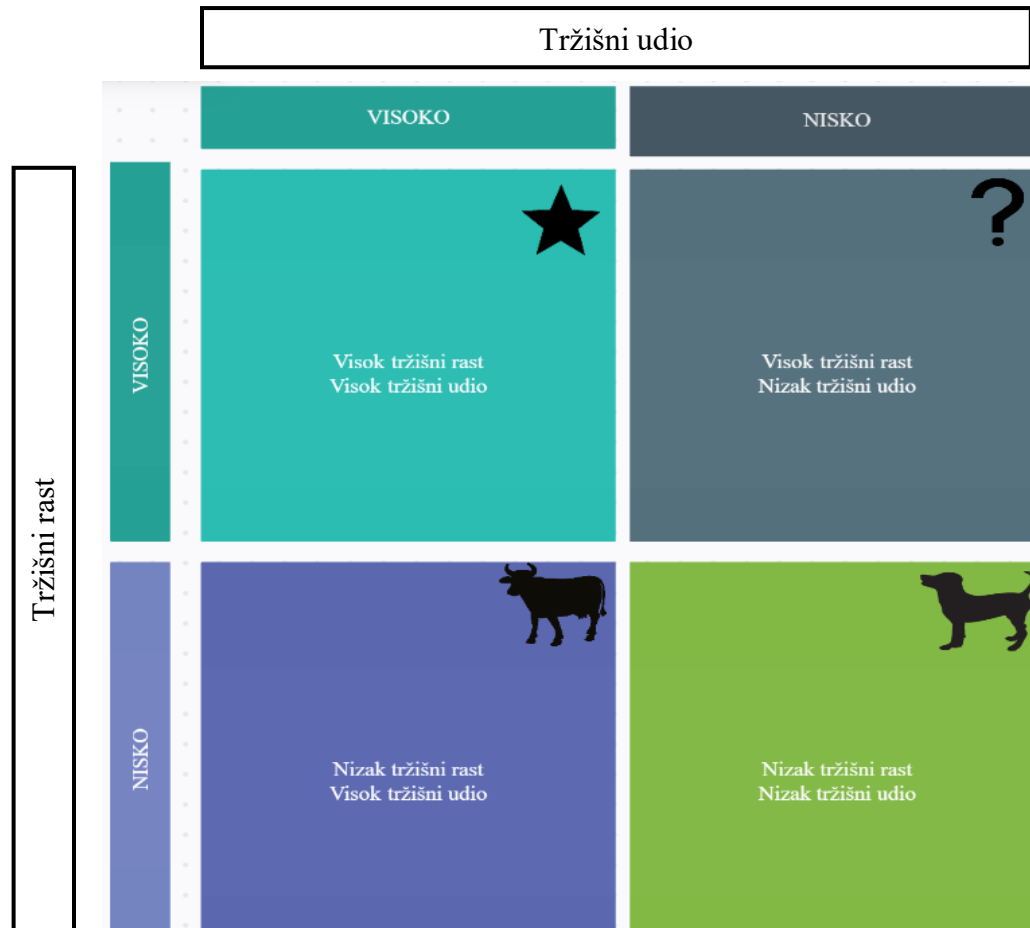 Tržišni udio
VISOKO
NISKO
Tržišni rast
VISOKO
?
Visok tržišni rast
Visok tržišni udio
Visok tržišni rast
Nizak tržišni udio
NISKO
Nizak tržišni rast
Visok tržišni udio
Nizak tržišni rast
Nizak tržišni udio